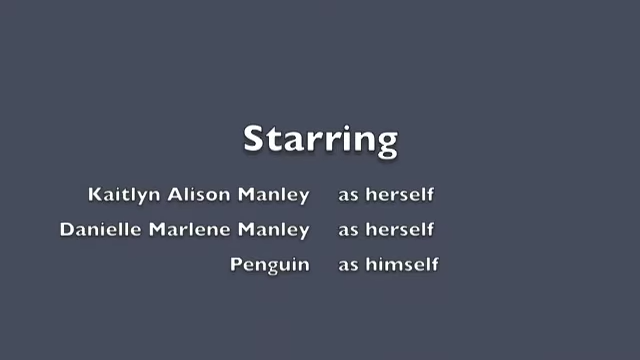 Starring
Kaitlyn Alison Manley as herself
Danielle Marlene Manley as herself
Penguin as himself